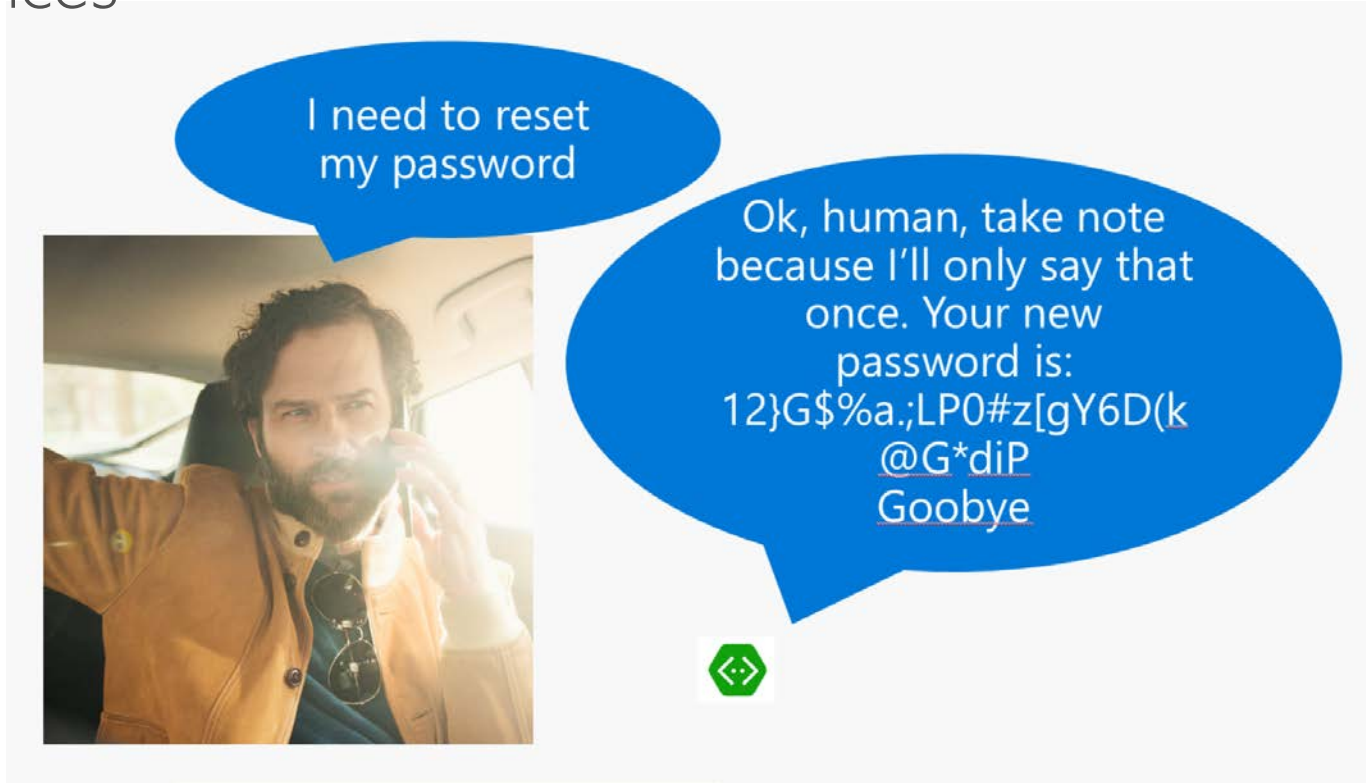 I need to reset
my password
Ok, human, take note
because I'll only say that
once. Your new
password is:
12}G$%a.;LP0#z[gY6D(k
@G*diP
Goobye